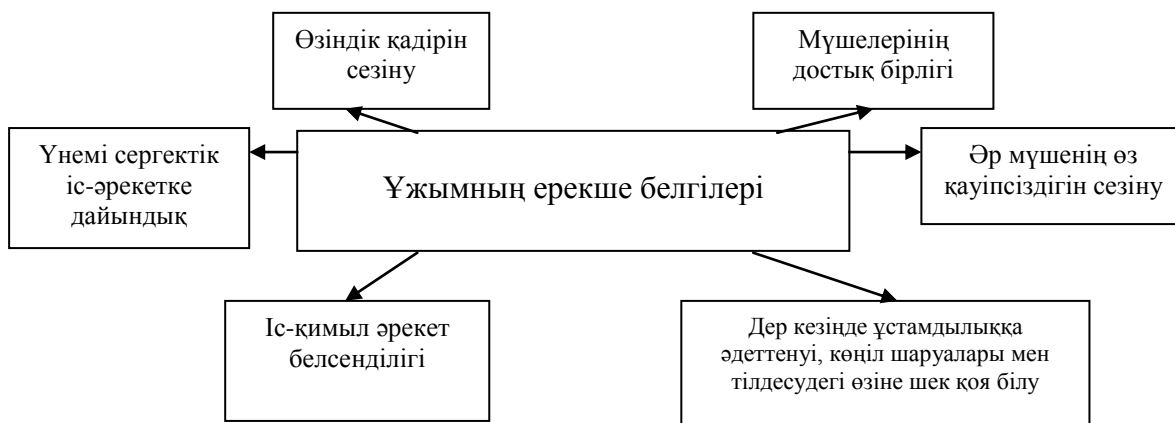 Өзіндік қадірін
сезіну
Мүшелерінің
достық бірлігі
Үнемі сергектік
іс-әрекетке
дайындық
Ұжымның ерекше белгілері
Әр мүшенің өз
қауіпсіздігін сезіну
Іс-қимыл әрекет
белсенділігі
Дер кезінде ұстамдылыққа
әдеттенуі, көңіл шаруалары мен
тілдесудегі өзіне шек қоя білу